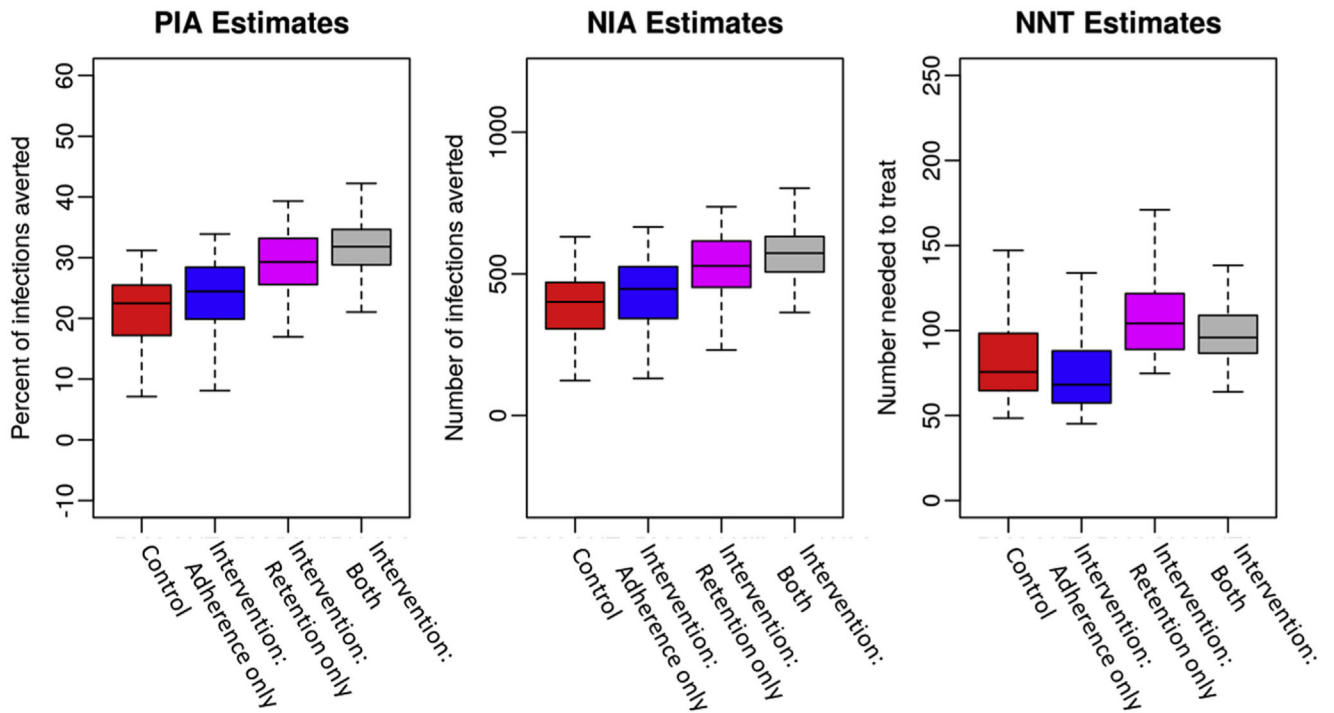 PIA Estimates
Percent of infections averted
60
50
40
30
20
10
0
-10
Control
Intervention:
Adherence only
Intervention:
Retention only
Intervention:
Both
NIA Estimates
Number of infections averted
1000
500
0
Control
Intervention:
Adherence only
Intervention:
Retention only
Intervention:
Both
NNT Estimates
Number needed to treat
250
200
150
100
50
0
Control
Intervention:
Adherence only
Intervention:
Retention only
Intervention:
Both